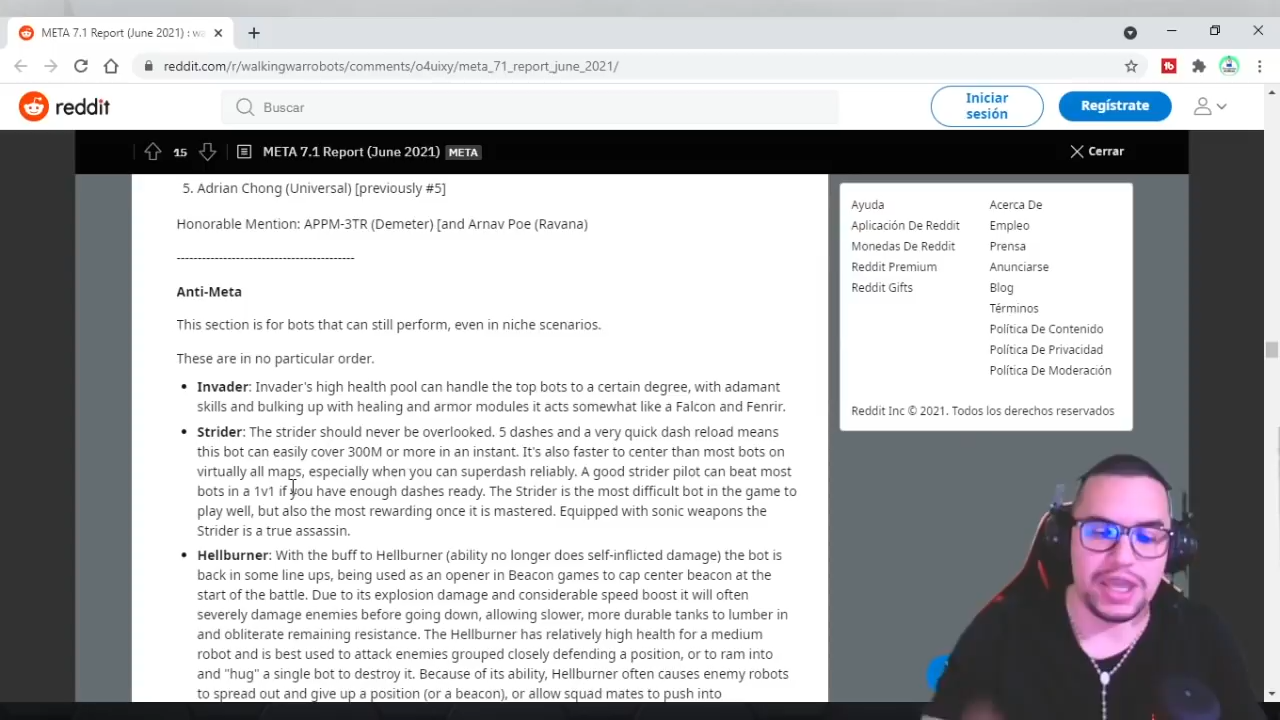 META 7.1 Report (June 2021) : wa
reddit.com/r/walkingwarrobots/comments/o4uixy/meta_71_report_june_2021/
reddit
Buscar
Iniciar
sesión
Regístrate
15
META 7.1 Report (June 2021)
META
Cerrar
5. Adrian Chong (Universal) [previously #5]
Honorable Mention: APPM-3TR (Demeter) [and Arnav Poe (Ravana)
-----------------------------------------
Anti-Meta
This section is for bots that can still perform, even in niche scenarios.
These are in no particular order.
• Invader: Invader's high health pool can handle the top bots to a certain degree, with adamant
skills and bulking up with healing and armor modules it acts somewhat like a Falcon and Fenrir.
• Strider: The strider should never be overlooked. 5 dashes and a very quick dash reload means
this bot can easily cover 300M or more in an instant. It's also faster to center than most bots on
virtually all maps, especially when you can superdash reliably. A good strider pilot can beat most
bots in a 1v1 if you have enough dashes ready. The Strider is the most difficult bot in the game to
play well, but also the most rewarding once it is mastered. Equipped with sonic weapons the
Strider is a true assassin.
• Hellburner: With the buff to Hellburner (ability no longer does self-inflicted damage) the bot is
back in some line ups, being used as an opener in Beacon games to cap center beacon at the
start of the battle. Due to its explosion damage and considerable speed boost it will often
severely damage enemies before going down, allowing slower, more durable tanks to lumber in
and obliterate remaining resistance. The Hellburner has relatively high health for a medium
robot and is best used to attack enemies grouped closely defending a position, or to ram into
and "hug" a single bot to destroy it. Because of its ability, Hellburner often causes enemy robots
to spread out and give up a position (or a beacon), or allow squad mates to push into
Ayuda
Aplicación De Reddit
Monedas De Reddit
Reddit Premium
Reddit Gifts
Acerca De
Empleo
Prensa
Anunciarse
Blog
Términos
Política De Contenido
Política De Privacidad
Política De Moderación
Reddit Inc © 2021. Todos los derechos reservados